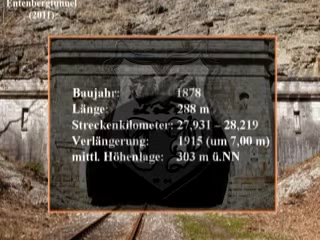 Entenbergtunnel
(2011)
Baujahr: 1878
Länge: 288 m
Streckenkilometer: 27,931 – 28,219
Verlängerung: 1915 (um 7,00 m)
mittl. Höhenlage: 303 m ü.NN